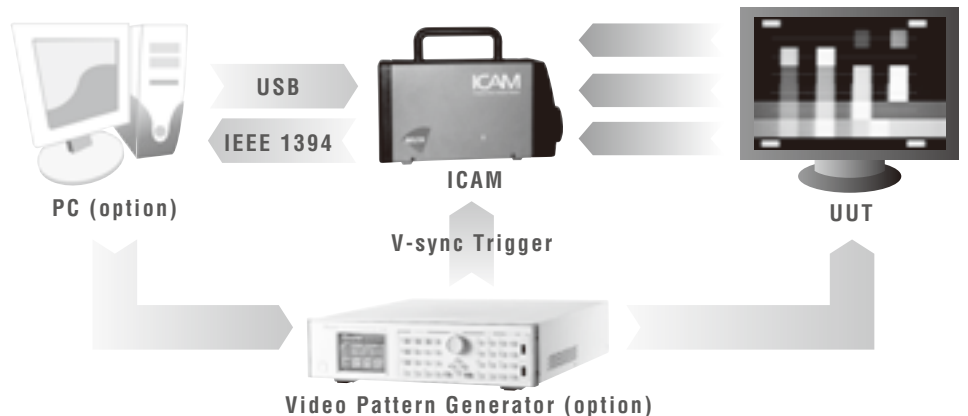 USB
IEEE 1394
ICAM
PC (option)
ICAM
UUT
V-sync Trigger
Video Pattern Generator (option)